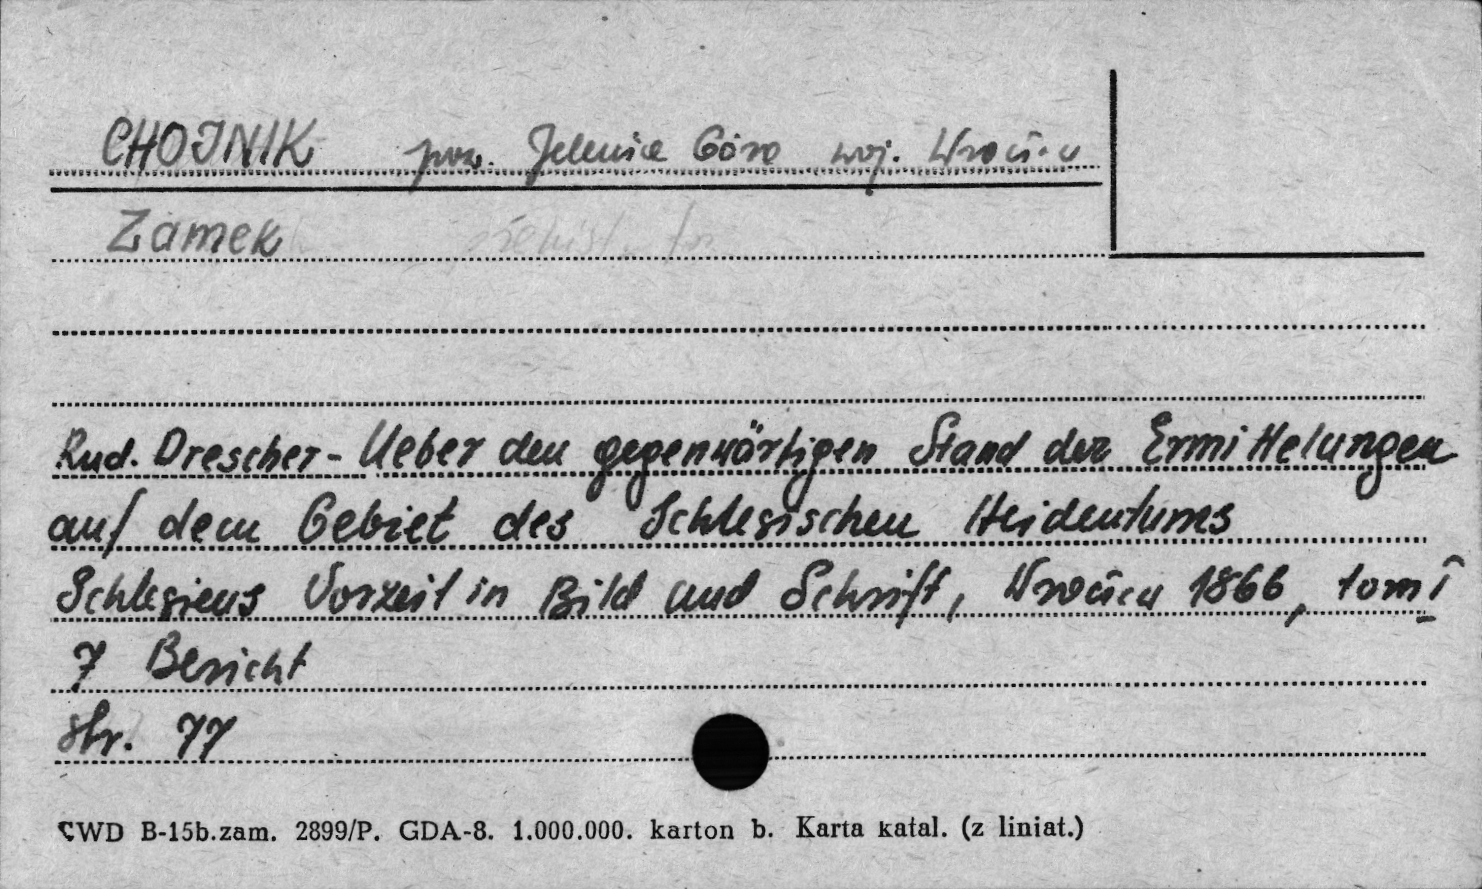 CHOJNIK pow. Jelenia Góra woj. Wrocław
Zamek
Rud. Drescher - Ueber den gegenwärtigen Stand der Ermittelungen
auf dem Gebiet des Schlesischen Heidentums
Schlesiens Vorzeit in Bild und Schrift, Wrocław 1866, tom I
7 Bericht
str. 77
CWD B-15b.zam. 2899/P. GDA-8. 1.000.000. karton b. Karta katal. (z liniat.)